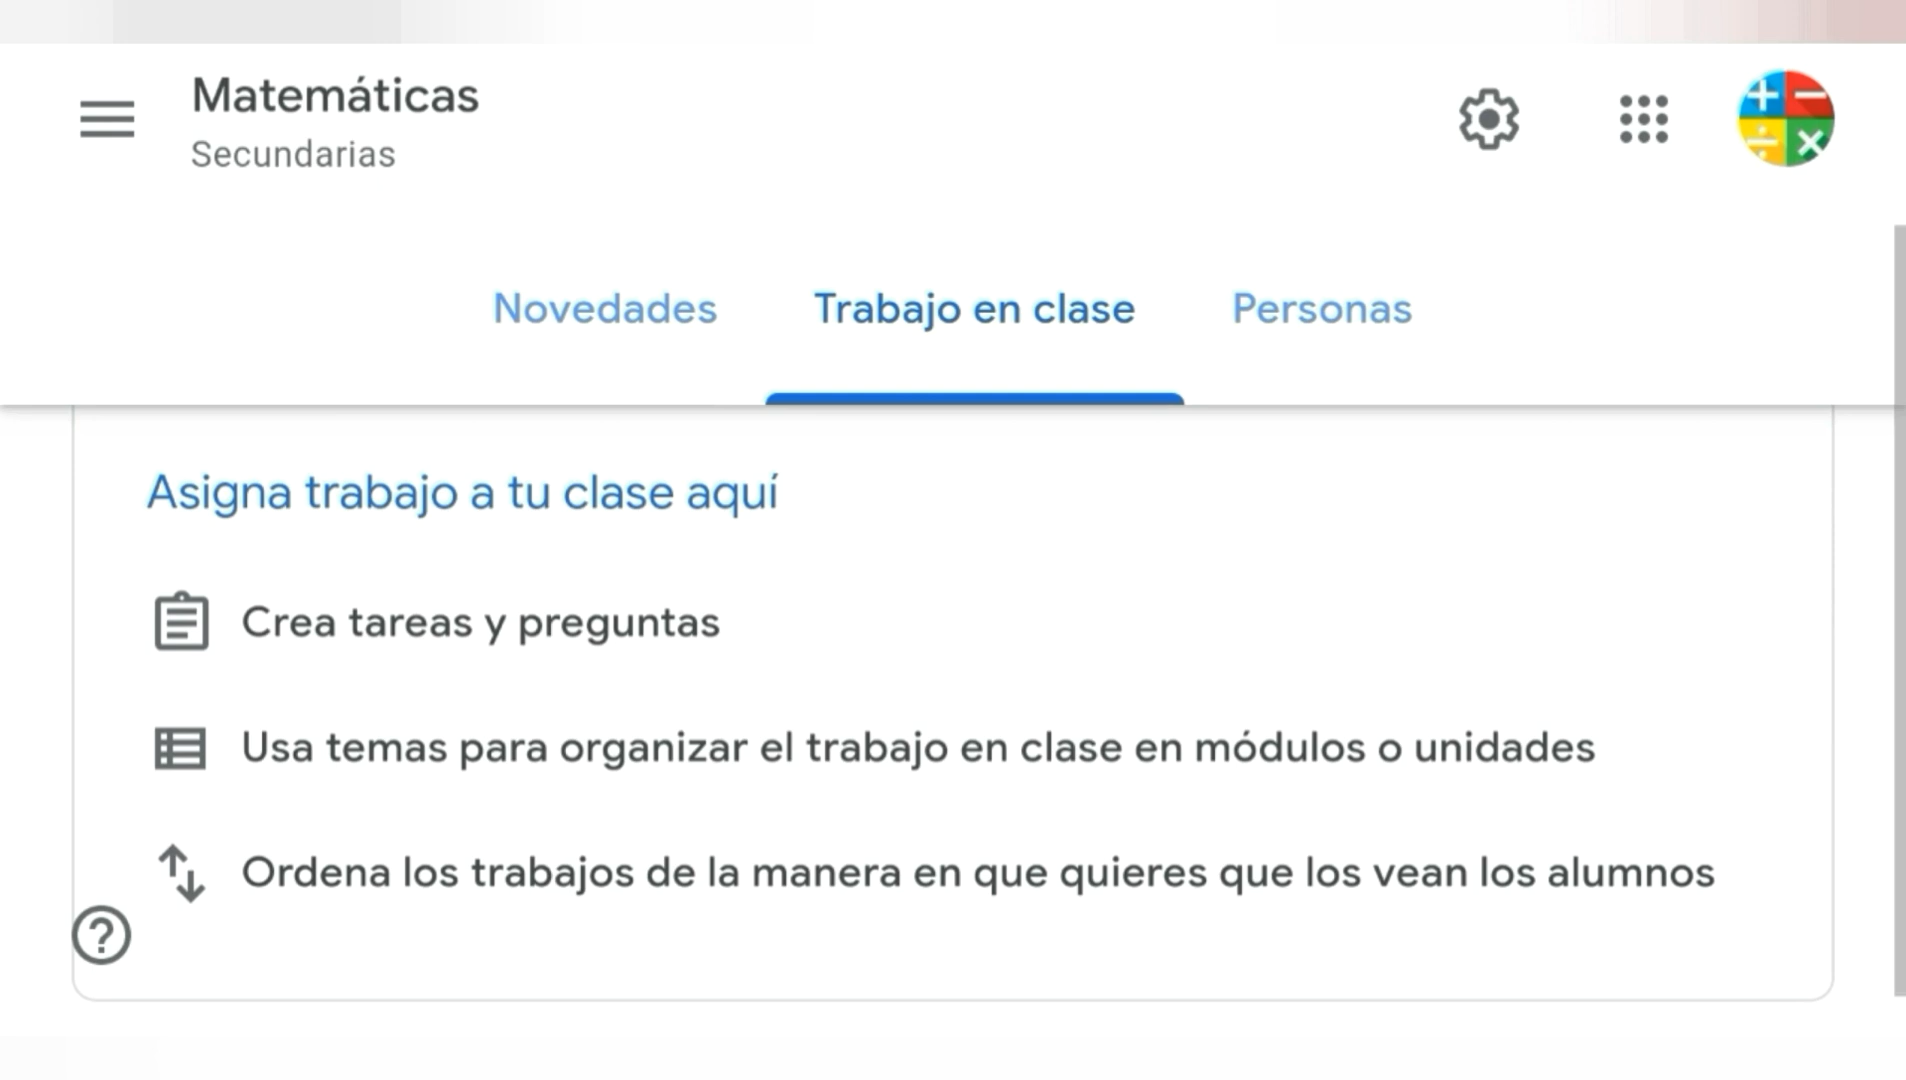 Matemáticas
Secundarias
Novedades Trabajo en clase Personas
Asigna trabajo a tu clase aquí
Crea tareas y preguntas
Usa temas para organizar el trabajo en clase en módulos o unidades
Ordena los trabajos de la manera en que quieres que los vean los alumnos